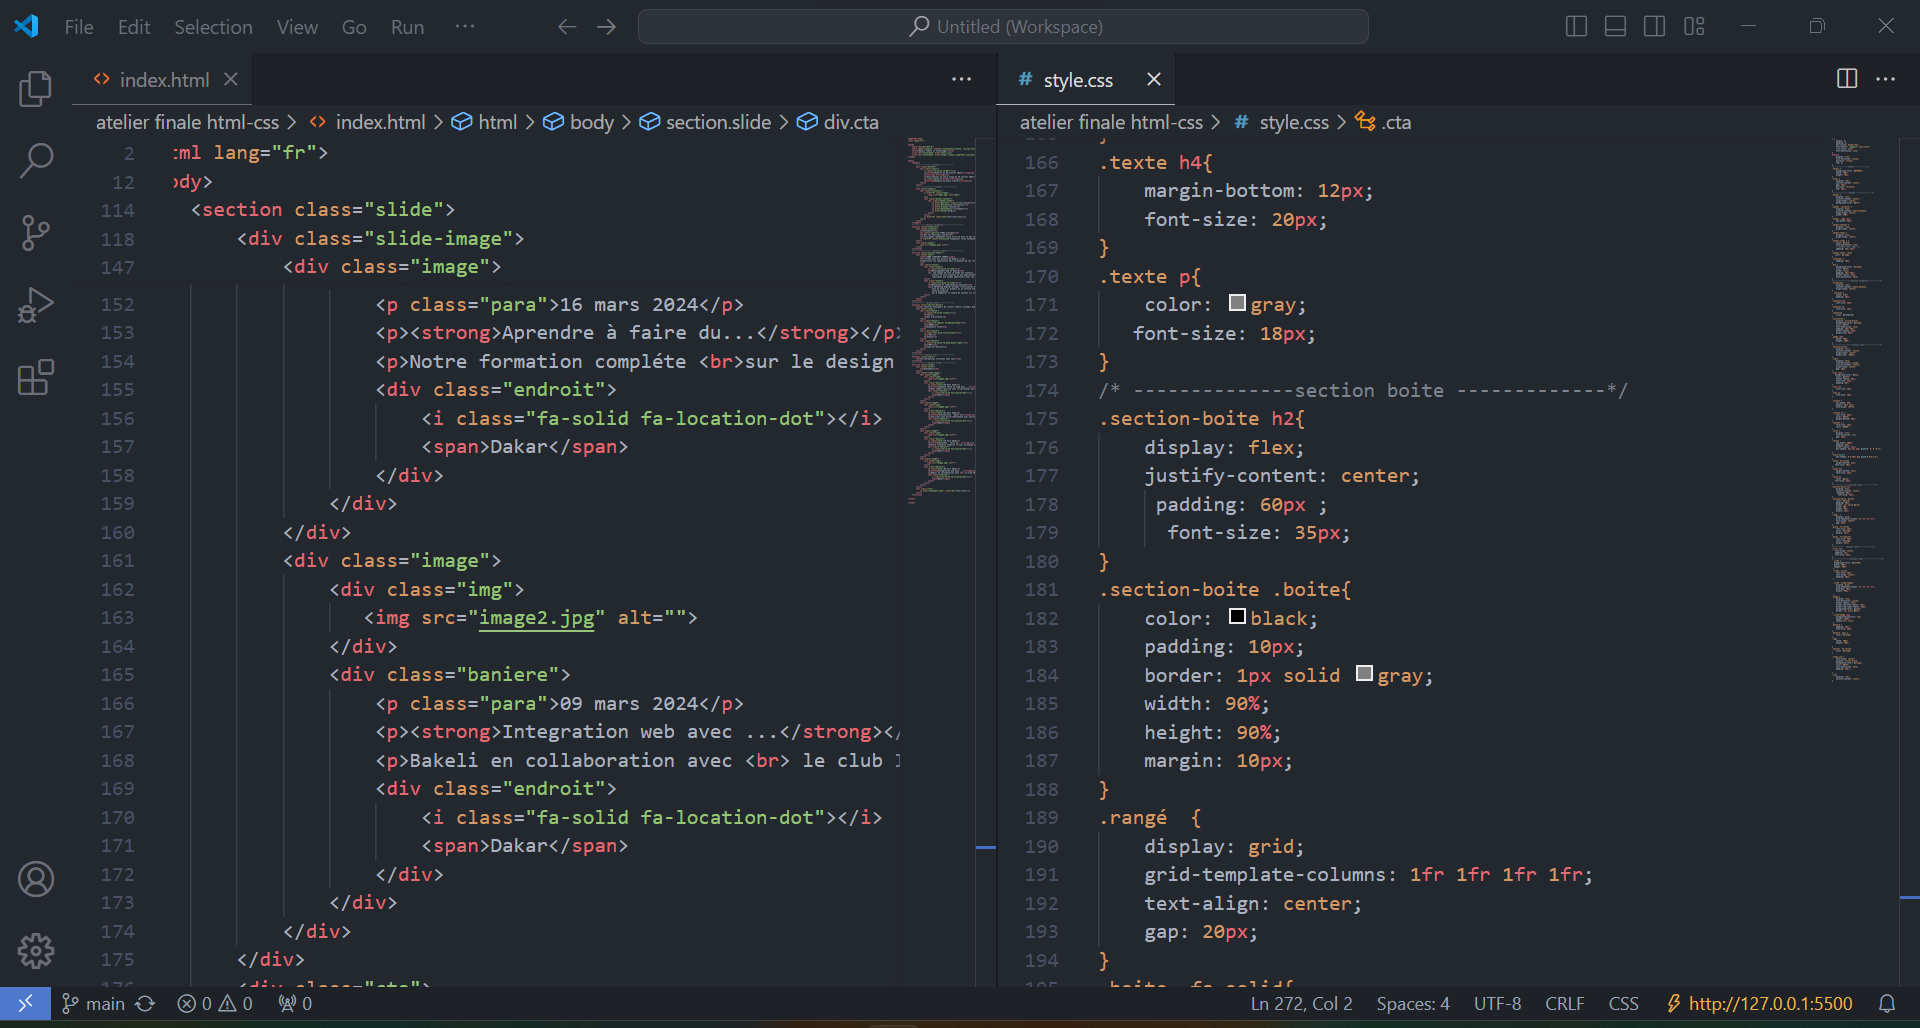 File Edit Selection View Go Run ··· Untitled (Workspace)
index.html
atelier finale html-css > index.html > html > body > section.slide > div.cta
2 :ml lang="fr">
12 ody>
114 <section class="slide">
118 <div class="slide-image">
147 <div class="image">
152 <p class="para">16 mars 2024</p>
153 <p><strong>Aprendre à faire du...</strong></p>
154 <p>Notre formation compléte <br>sur le design
155 <div class="endroit">
156 <i class="fa-solid fa-location-dot"></i>
157 <span>Dakar</span>
158 </div>
159 </div>
160 </div>
161 <div class="image">
162 <div class="img">
163 <img src="image2.jpg" alt="">
164 </div>
165 <div class="baniere">
166 <p class="para">09 mars 2024</p>
167 <p><strong>Integration web avec ...</strong></
168 <p>Bakeli en collaboration avec <br> le club
169 <div class="endroit">
170 <i class="fa-solid fa-location-dot"></i>
171 <span>Dakar</span>
172 </div>
173 </div>
174 </div>
175 </div>
176 <div class="cta">
style.css
atelier finale html-css > # style.css > .cta
166 .texte h4{
167 margin-bottom: 12px;
168 font-size: 20px;
169 }
170 .texte p{
171 color: gray;
172 font-size: 18px;
173 }
174 /* --------------section boite -------------*/
175 .section-boite h2{
176 display: flex;
177 justify-content: center;
178 padding: 60px ;
179 font-size: 35px;
180 }
181 .section-boite .boite{
182 color: black;
183 padding: 10px;
184 border: 1px solid gray;
185 width: 90%;
186 height: 90%;
187 margin: 10px;
188 }
189 .rangé  {
190 display: grid;
191 grid-template-columns: 1fr 1fr 1fr 1fr;
192 text-align: center;
193 gap: 20px;
194 }
195 .boite .fa-solid{
main 0 0 0 Ln 272, Col 2 Spaces: 4 UTF-8 CRLF CSS http://127.0.0.1:5500